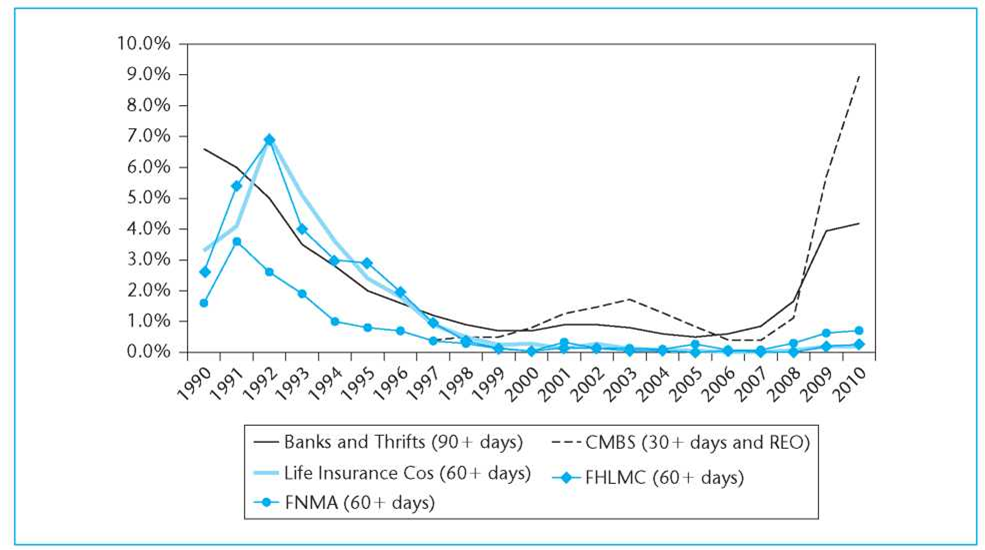 10.0%
9.0%
8.0%
7.0%
6.0%
5.0%
4.0%
3.0%
2.0%
1.0%
0.0%
1990 1991 1992 1993 1994 1995 1996 1997 1998 1999 2000 2001 2002 2003 2004 2005 2006 2007 2008 2009 2010
Banks and Thrifts (90+ days) CMBS (30+ days and REO)
Life Insurance Cos (60+ days) FHLMC (60+ days)
FNMA (60+ days)